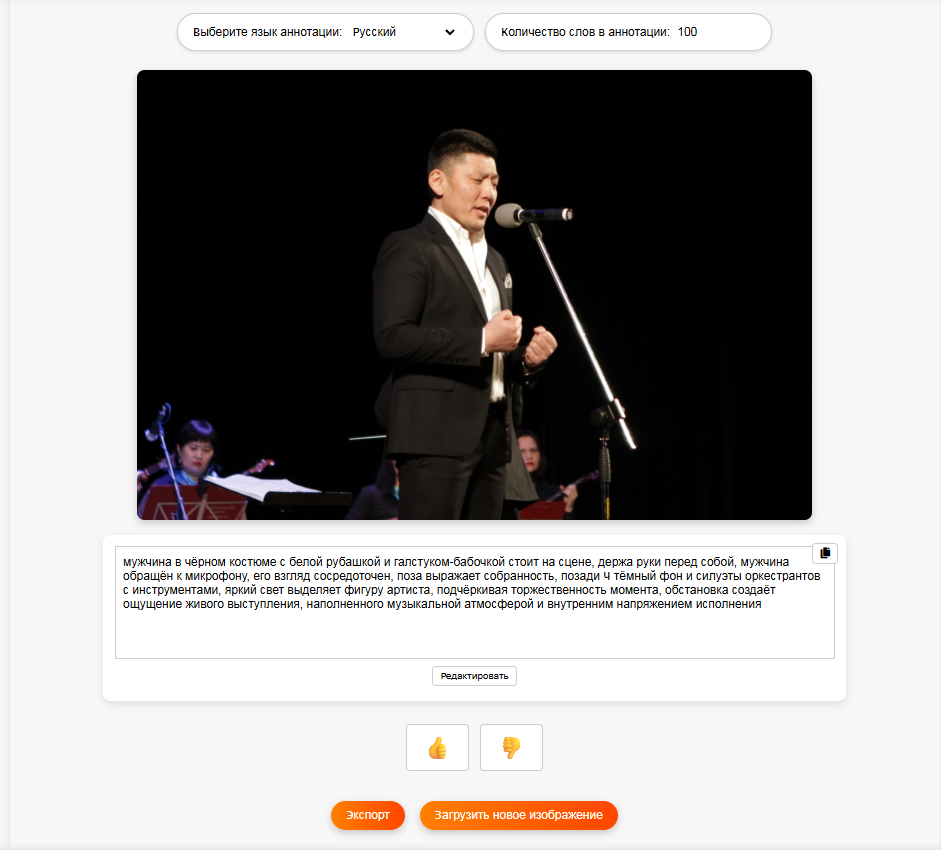 Выберите язык аннотации: Русский
Количество слов в аннотации: 100
мужчина в чёрном костюме с белой рубашкой и галстуком-бабочкой стоит на сцене, держа руки перед собой, мужчина
обращён к микрофону, его взгляд сосредоточен, поза выражает собранность, позади Ч тёмный фон и силуэты оркестрантов
с инструментами, яркий свет выделяет фигуру артиста, подчёркивая торжественность момента, обстановка создаёт
ощущение живого выступления, наполненного музыкальной атмосферой и внутренним напряжением исполнения
Редактировать
Экспорт
Загрузить новое изображение